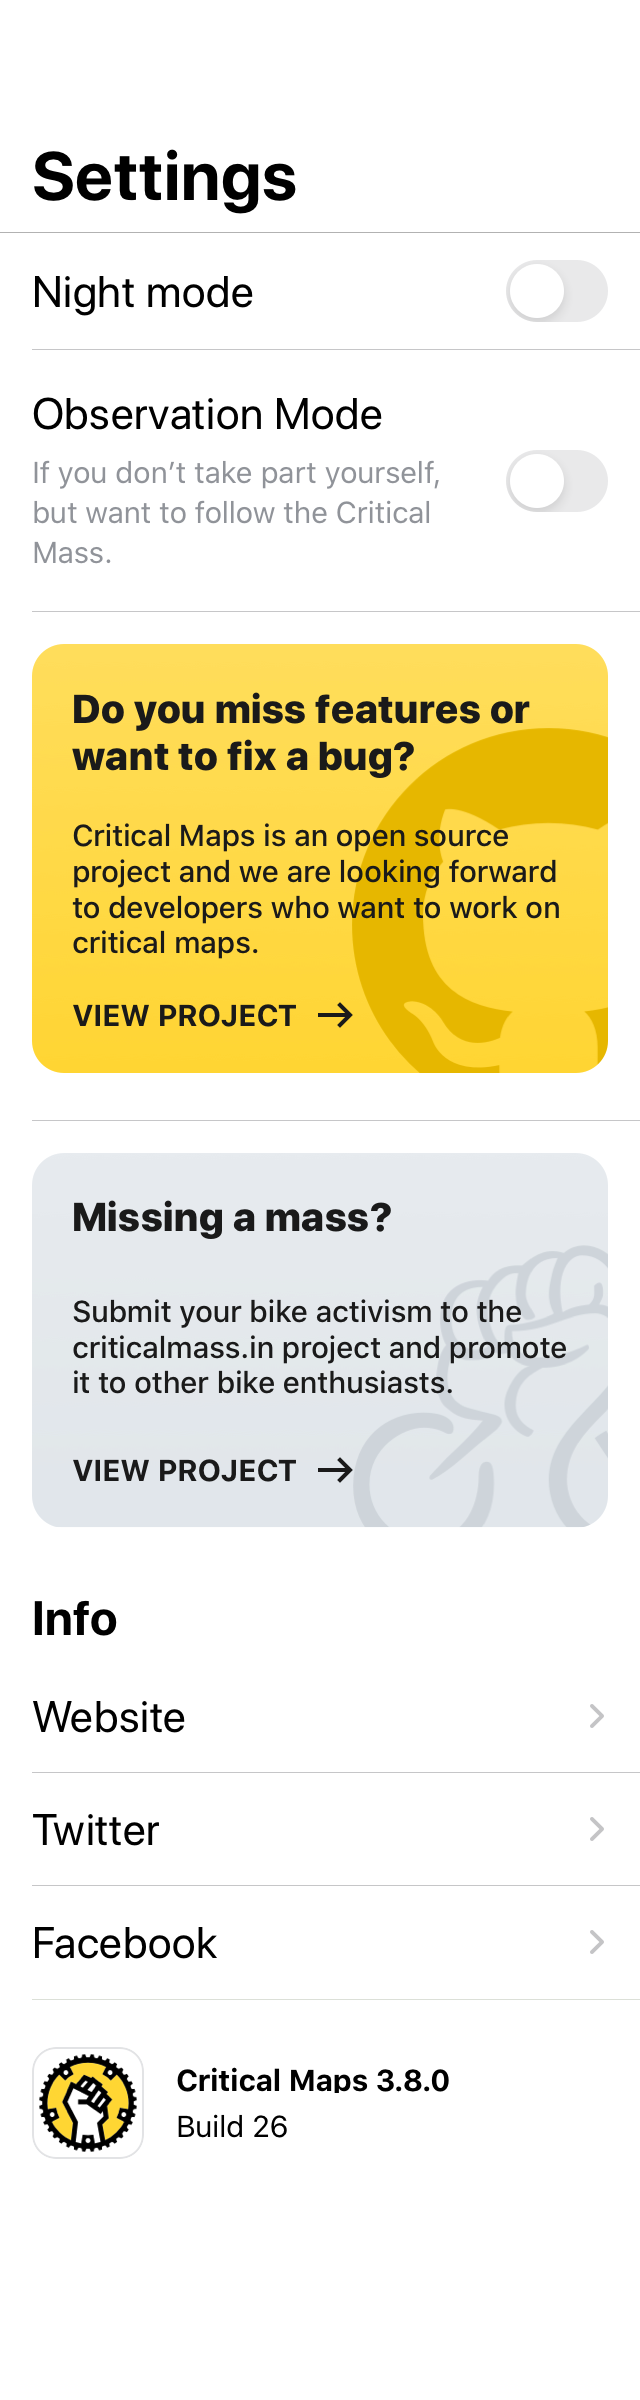 Settings
Night mode
Observation Mode
If you don’t take part yourself,
but want to follow the Critical
Mass.
Do you miss features or
want to fix a bug?
Critical Maps is an open source
project and we are looking forward
to developers who want to work on
critical maps.
VIEW PROJECT
Missing a mass?
Submit your bike activism to the
criticalmass.in project and promote
it to other bike enthusiasts.
VIEW PROJECT
Info
Website
Twitter
Facebook
Critical Maps 3.8.0
Build 26